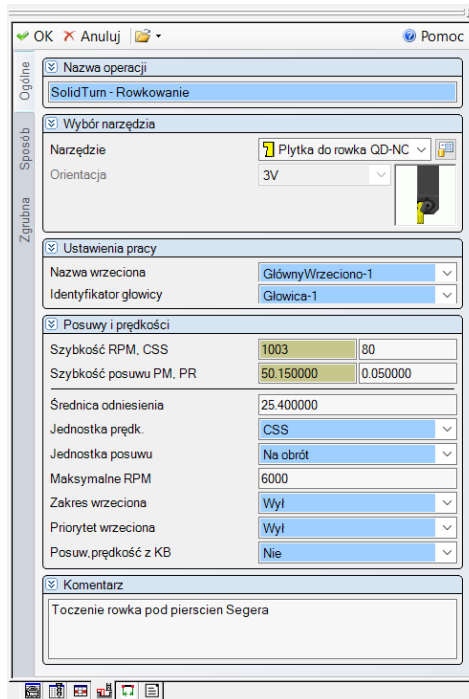 OK Anuluj Pomoc
Ogólne
Sposób
Zgrubna
Nazwa operacji
SolidTurn - Rowkowanie
Wybór narzędzia
Narzędzie Plytka do rowka QD-NC
Orientacja 3V
Ustawienia pracy
Nazwa wrzeciona GłównyWrzeciono-1
Identyfikator głowicy Głowica-1
Posuwy i prędkości
Szybkość RPM, CSS 1003 80
Szybkość posuwu PM, PR 50.150000 0.050000
Średnica odniesienia 25.400000
Jednostka prędk. CSS
Jednostka posuwu Na obrót
Maksymalne RPM 6000
Zakres wrzeciona Wył
Priorytet wrzeciona Wył
Posuw,prędkość z KB Nie
Komentarz
Toczenie rowka pod pierscien Segera